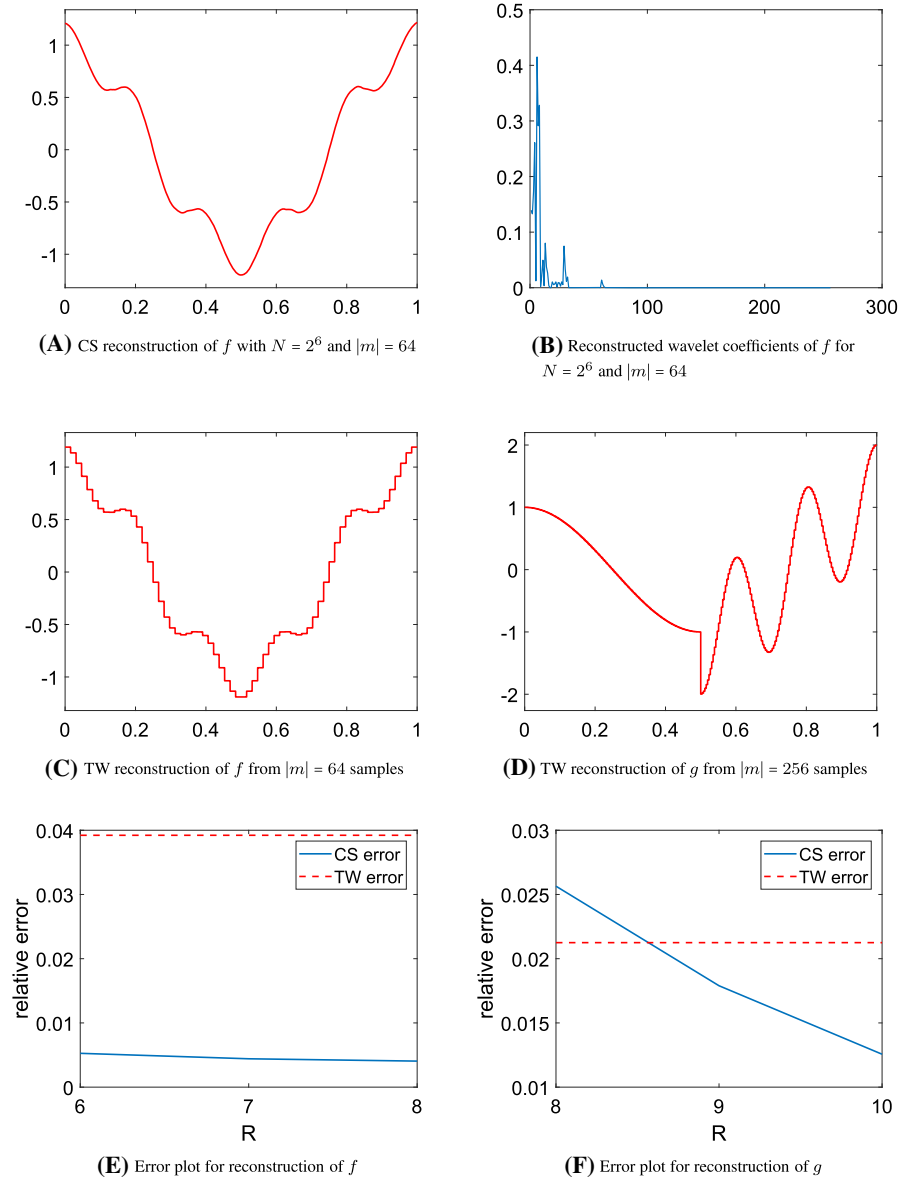 1
0.5
0
-0.5
-1
0 0.2 0.4 0.6 0.8 1
(A) CS reconstruction of f with N = 2⁶ and |m| = 64
0.5
0.4
0.3
0.2
0.1
0
0 100 200 300
(B) Reconstructed wavelet coefficients of f for
N = 2⁶ and |m| = 64
1
0.5
0
-0.5
-1
0 0.2 0.4 0.6 0.8 1
(C) TW reconstruction of f from |m| = 64 samples
2
1
0
-1
-2
0 0.2 0.4 0.6 0.8 1
(D) TW reconstruction of g from |m| = 256 samples
0.04
0.03
0.02
0.01
0
relative error
CS error
TW error
6 7 8
R
(E) Error plot for reconstruction of f
0.03
0.025
0.02
0.015
0.01
relative error
CS error
TW error
8 9 10
R
(F) Error plot for reconstruction of g